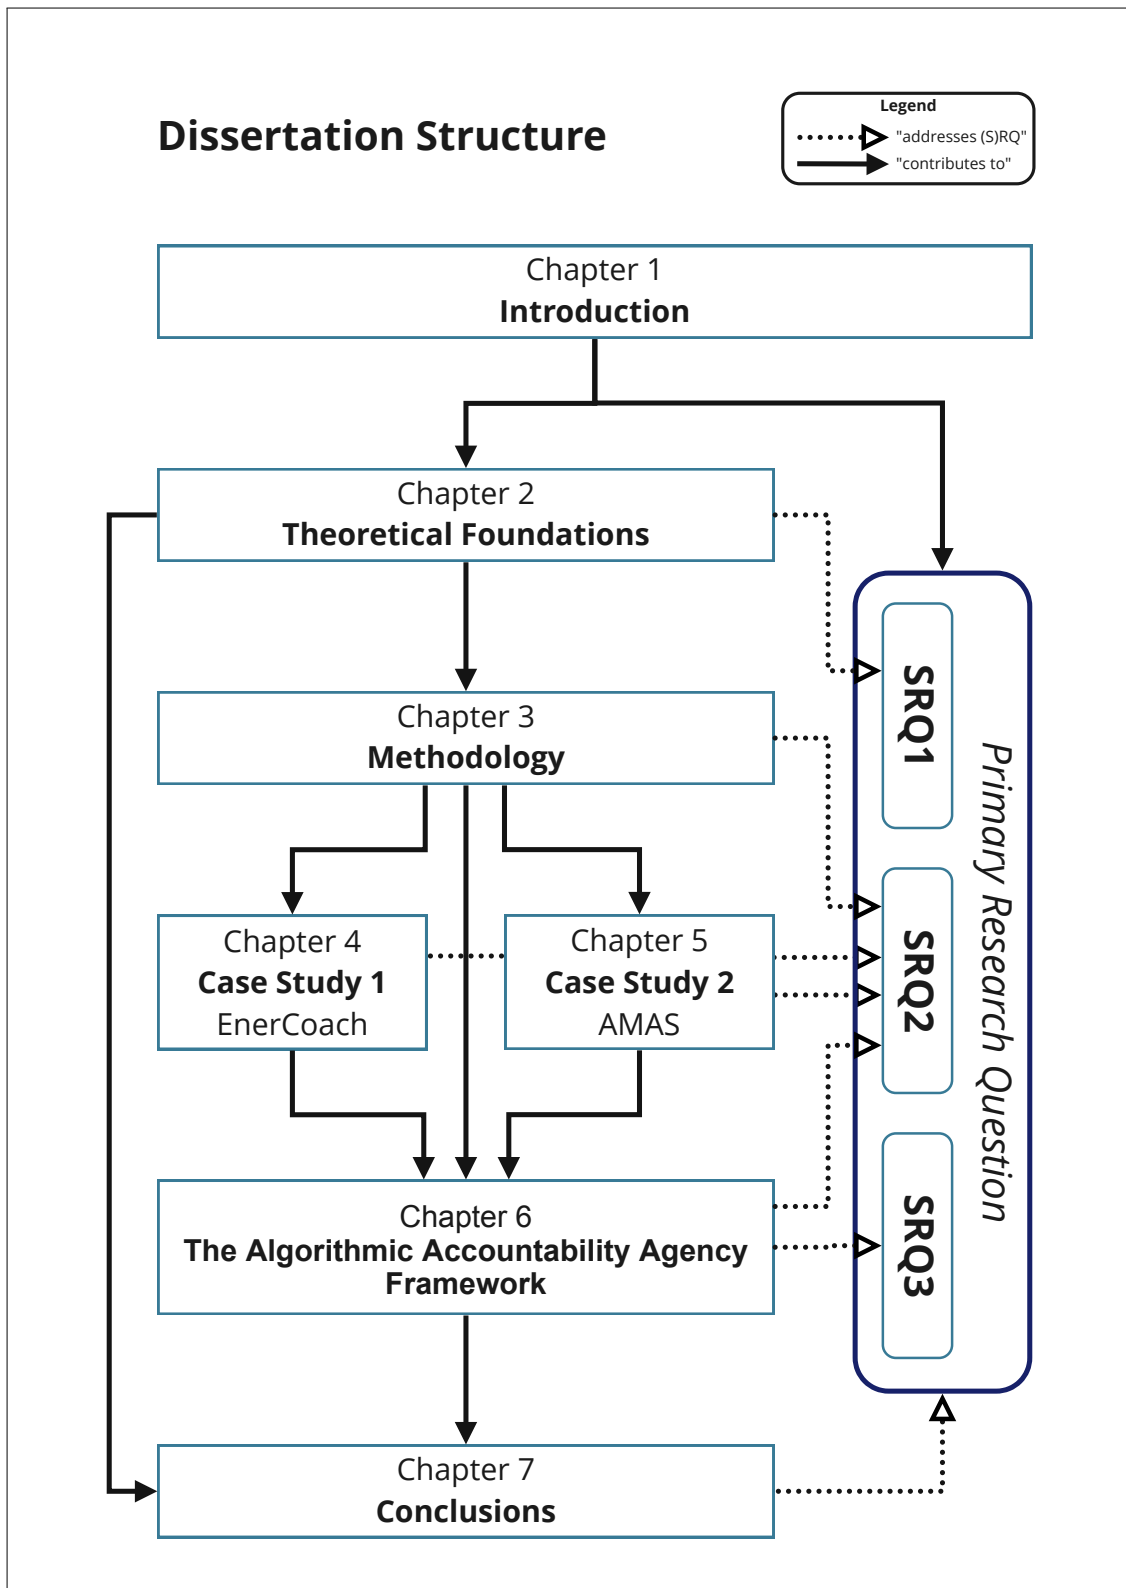 Dissertation Structure
Legend
"addresses (S)RQ"
"contributes to"
Chapter 1
Introduction
Chapter 2
Theoretical Foundations
Chapter 3
Methodology
Chapter 4
Case Study 1
EnerCoach
Chapter 5
Case Study 2
AMAS
Chapter 6
The Algorithmic Accountability Agency
Framework
Chapter 7
Conclusions
SRQ1
SRQ2
SRQ3
Primary Research Question